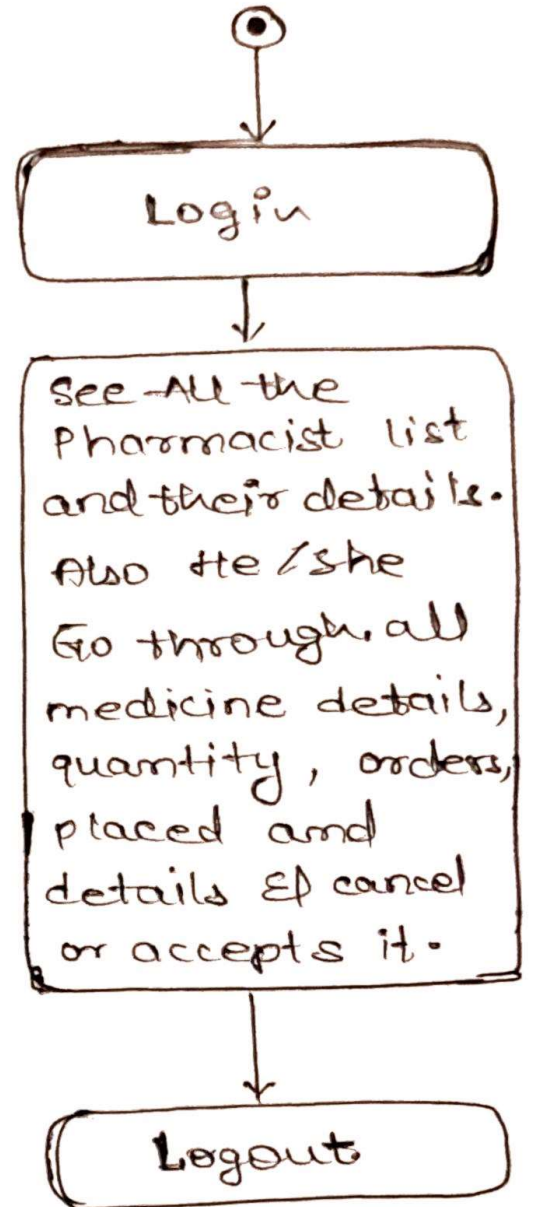 Login
See All the
Pharmacist list
and their details.
Also He/she
Go through, all
medicine details,
quantity, orders,
placed and
details & cancel
or accepts it.
Logout